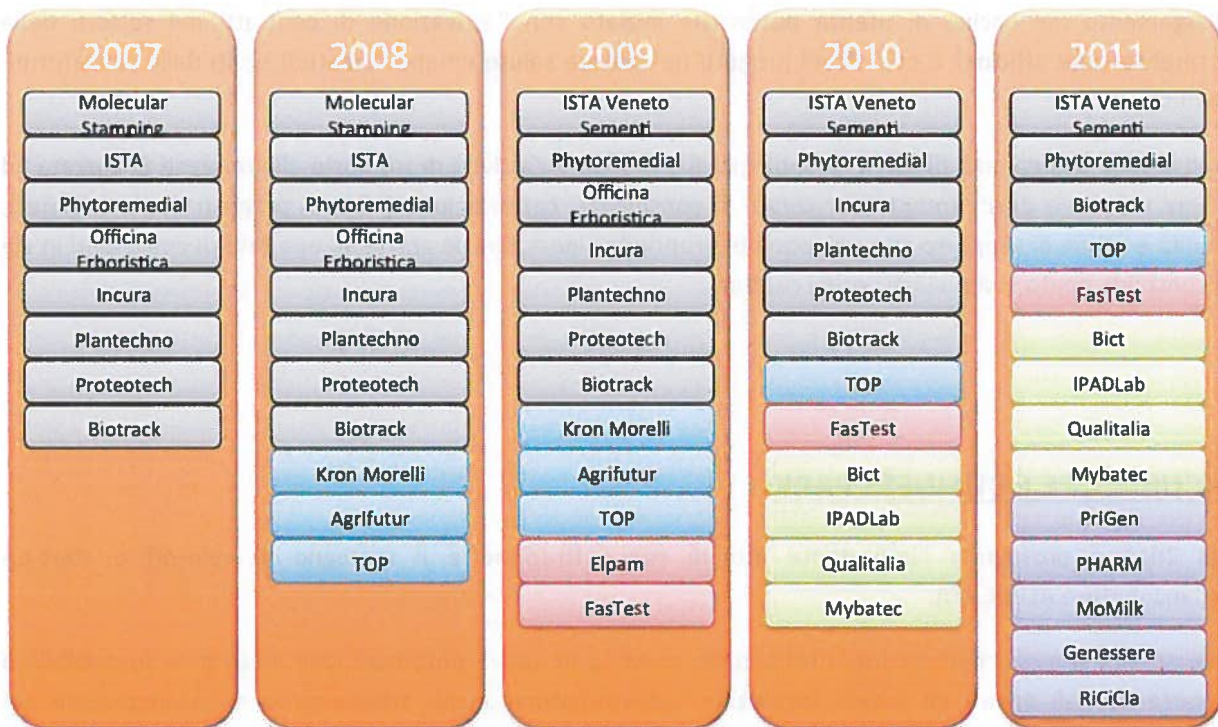 2007
Molecular
Stamping
ISTA
Phytoremedial
Officina
Erboristica
Incura
Plantechno
Proteotech
Biotrack
2008
Molecular
Stamping
ISTA
Phytoremedial
Officina
Erboristica
Incura
Plantechno
Proteotech
Biotrack
Kron Morelli
Agrifutur
TOP
2009
ISTA Veneto
Sementi
Phytoremedial
Officina
Erboristica
Incura
Plantechno
Proteotech
Biotrack
Kron Morelli
Agrifutur
TOP
Elpam
FasTest
2010
ISTA Veneto
Sementi
Phytoremedial
Incura
Plantechno
Proteotech
Biotrack
TOP
FasTest
Bict
IPADLab
Qualitalia
Mybatec
2011
ISTA Veneto
Sementi
Phytoremedial
Biotrack
TOP
FasTest
Bict
IPADLab
Qualitalia
Mybatec
PriGen
PHARM
MoMilk
Genessere
RiCiCla